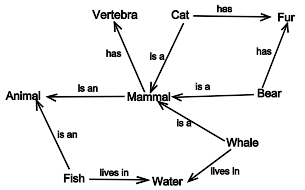 Vertebra
Cat
has
Fur
has
is a
has
Animal
is an
Mammal
is a
Bear
is an
is a
Whale
Fish
lives in
Water
lives in